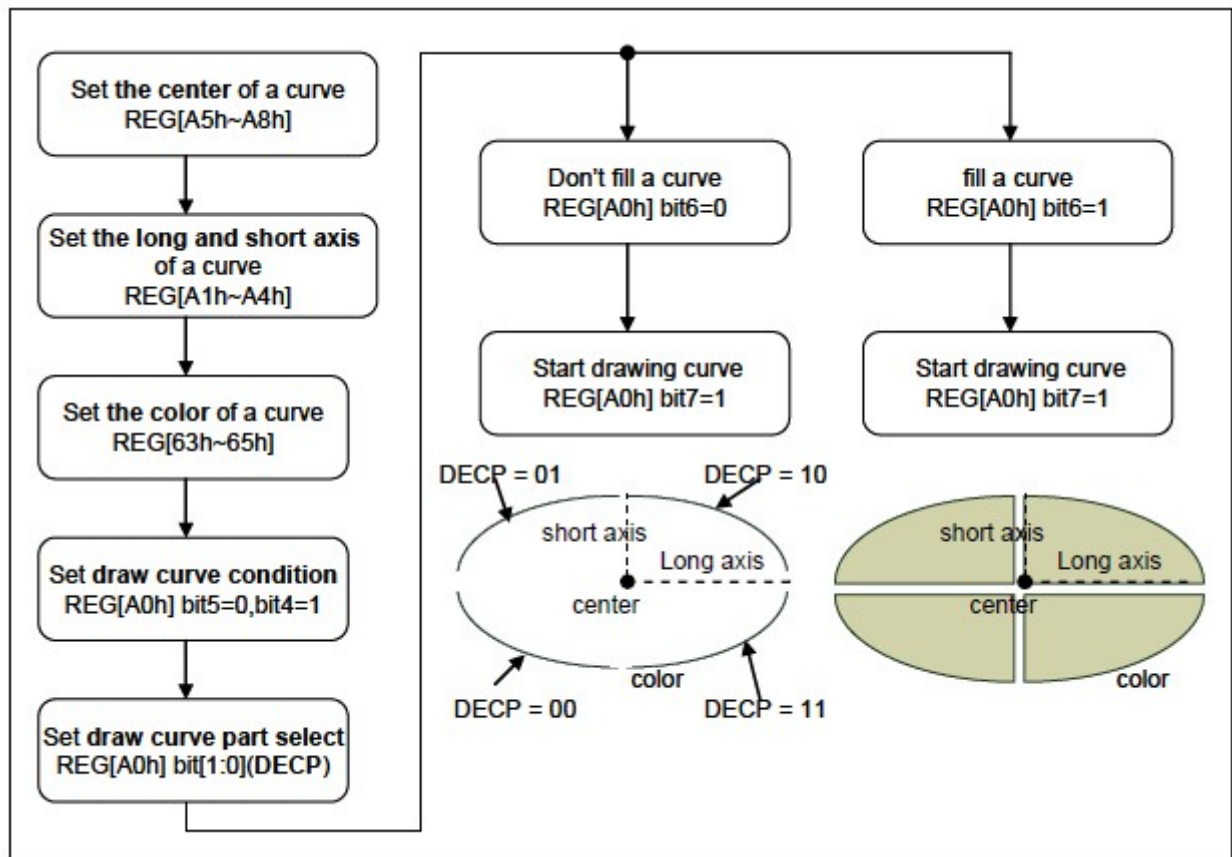 Set the center of a curve
REG[A5h~A8h]
Set the long and short axis
of a curve
REG[A1h~A4h]
Set the color of a curve
REG[63h~65h]
Set draw curve condition
REG[A0h] bit5=0,bit4=1
Set draw curve part select
REG[A0h] bit[1:0](DECP)
Don't fill a curve
REG[A0h] bit6=0
Start drawing curve
REG[A0h] bit7=1
fill a curve
REG[A0h] bit6=1
Start drawing curve
REG[A0h] bit7=1
DECP = 01
DECP = 10
short axis
Long axis
center
color
DECP = 00
DECP = 11
short axis
Long axis
center
color